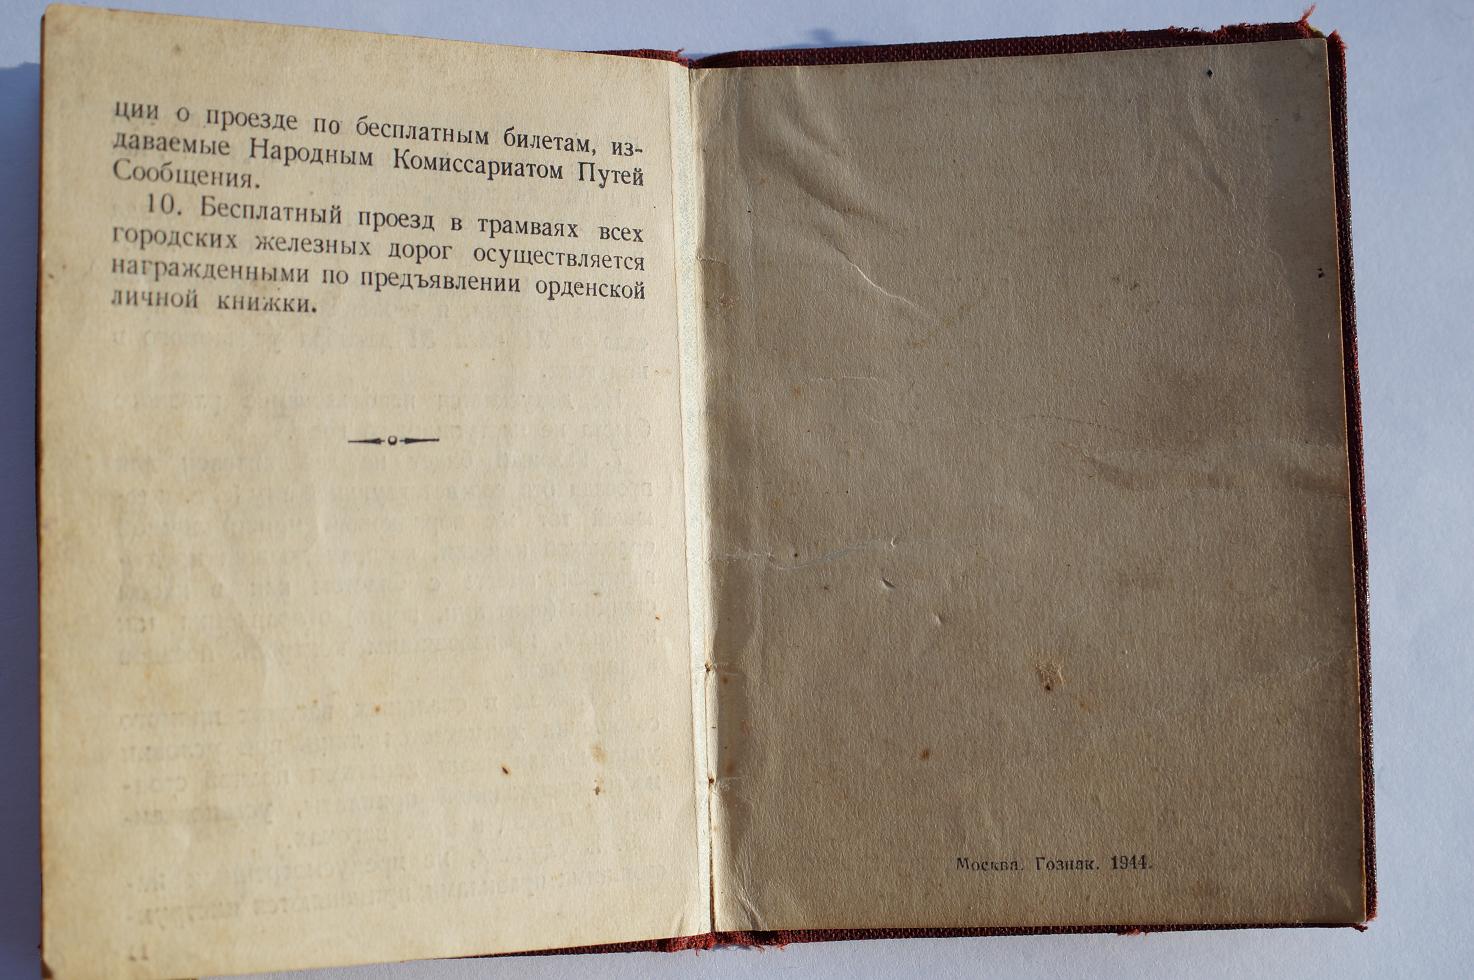 ции о проезде по бесплатным билетам, из-
даваемые Народным Комиссариатом Путей
Сообщения.
10. Бесплатный проезд в трамваях всех
городских железных дорог осуществляется
награжденными по предъявлении орденской
личной книжки.
Москва. Гознак. 1944.